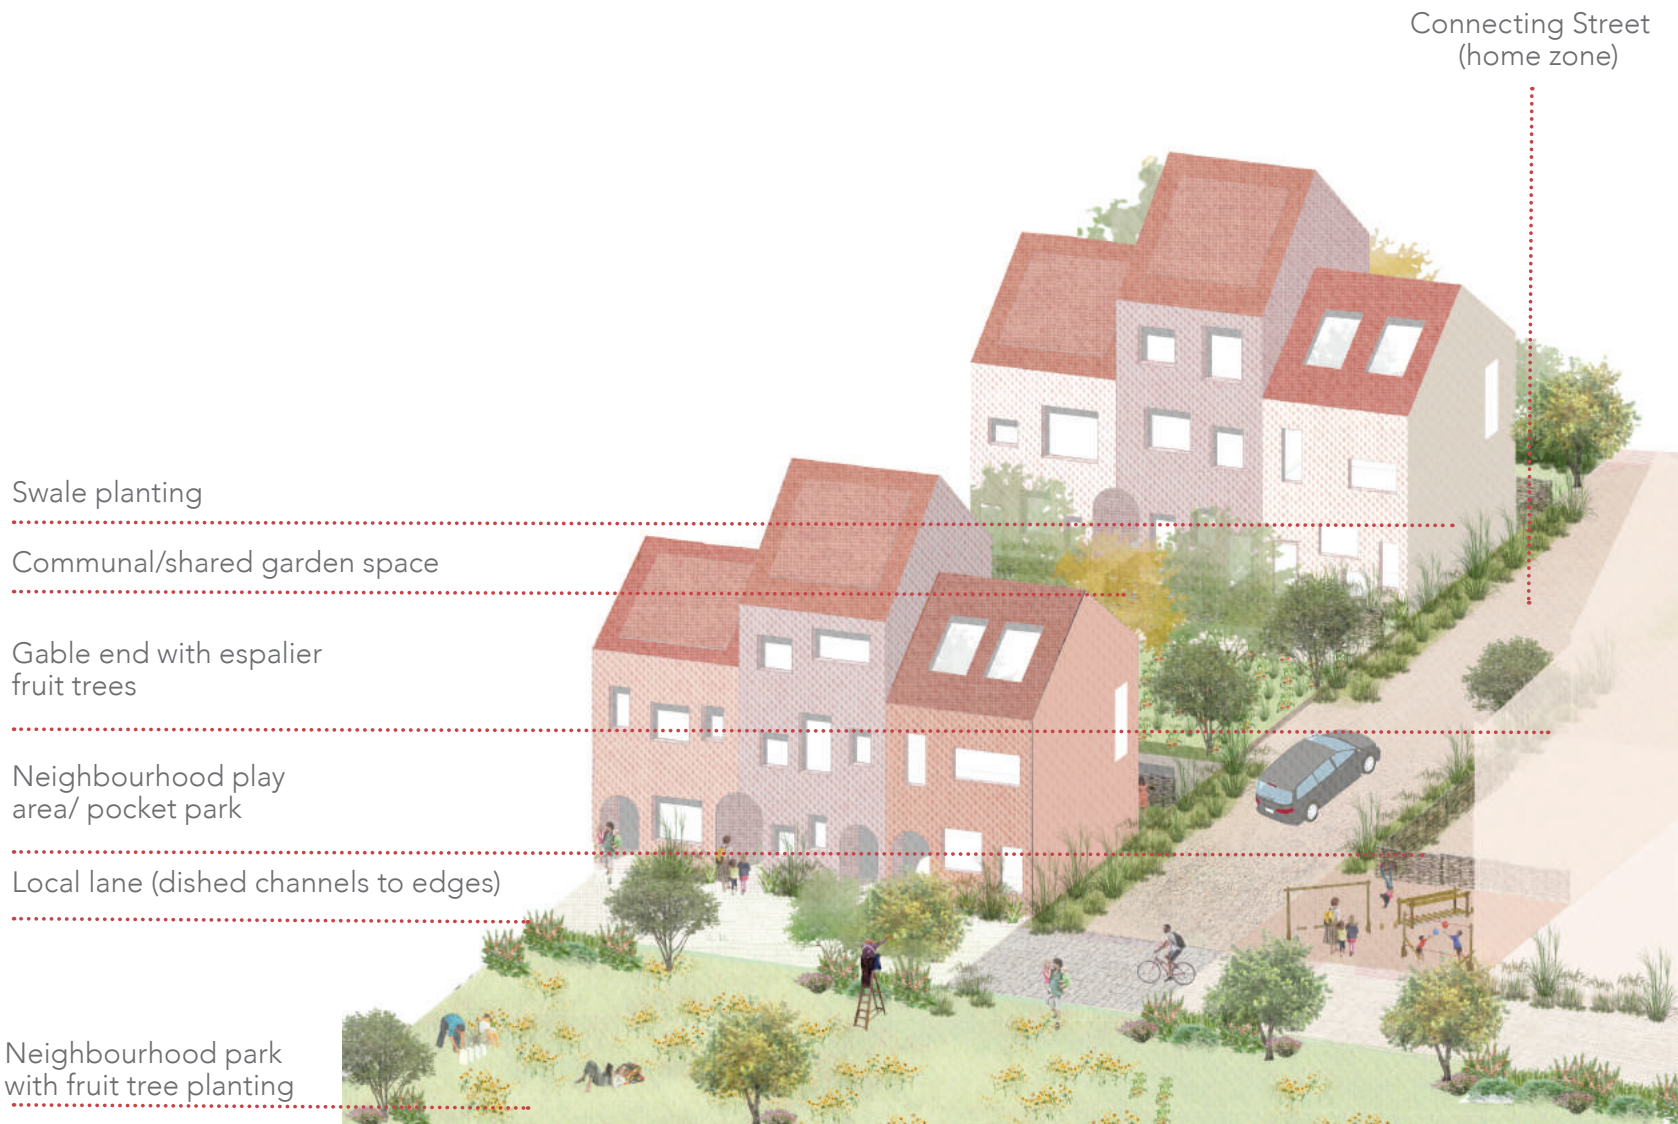 Connecting Street
(home zone)
Swale planting
Communal/shared garden space
Gable end with espalier
fruit trees
Neighbourhood play
area/ pocket park
Local lane (dished channels to edges)
Neighbourhood park
with fruit tree planting